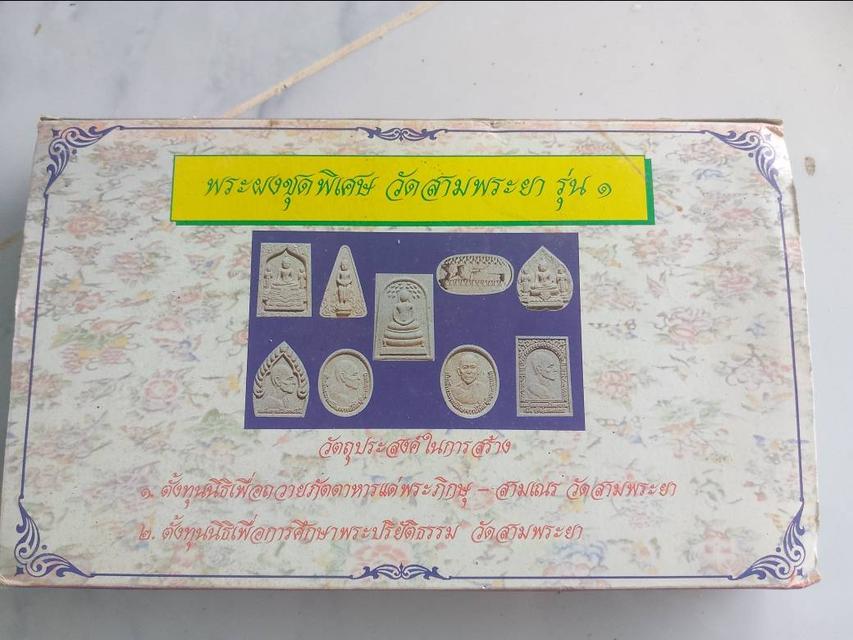 พระผงชุดพิเศษ วัดสามพระยา รุ่น ๑
วัตถุประสงค์ในการสร้าง
๑. ตั้งทุนนิธิเพื่อถวายภัตตาหารแด่พระภิกษุ – สามเณร วัดสามพระยา
๒. ตั้งทุนนิธิเพื่อการศึกษาพระปริยัติธรรม วัดสามพระยา